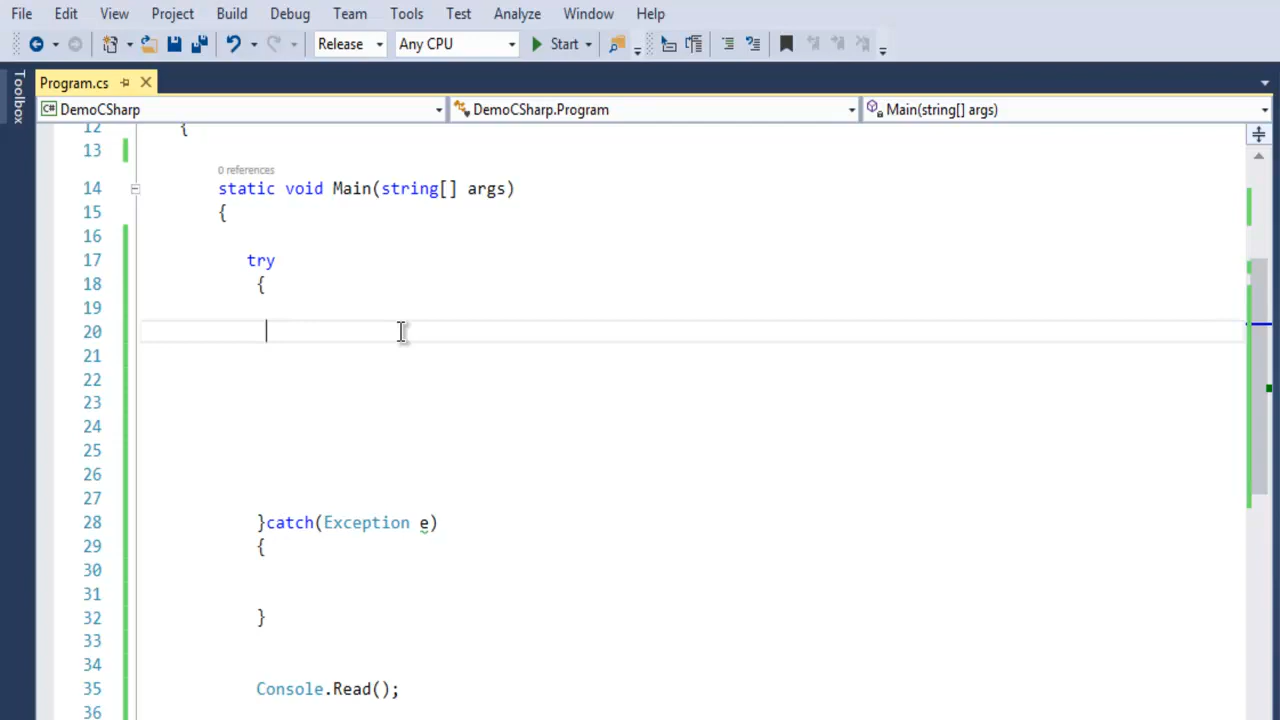 File Edit View Project Build Debug Team Tools Test Analyze Window Help
Release Any CPU Start
Toolbox
Program.cs
C# DemoCSharp DemoCSharp.Program Main(string[] args)
12 {
13
0 references
14 static void Main(string[] args)
15 {
16
17 try
18 {
19
20
21
22
23
24
25
26
27
28 }catch(Exception e)
29 {
30
31
32 }
33
34
35 Console.Read();
36